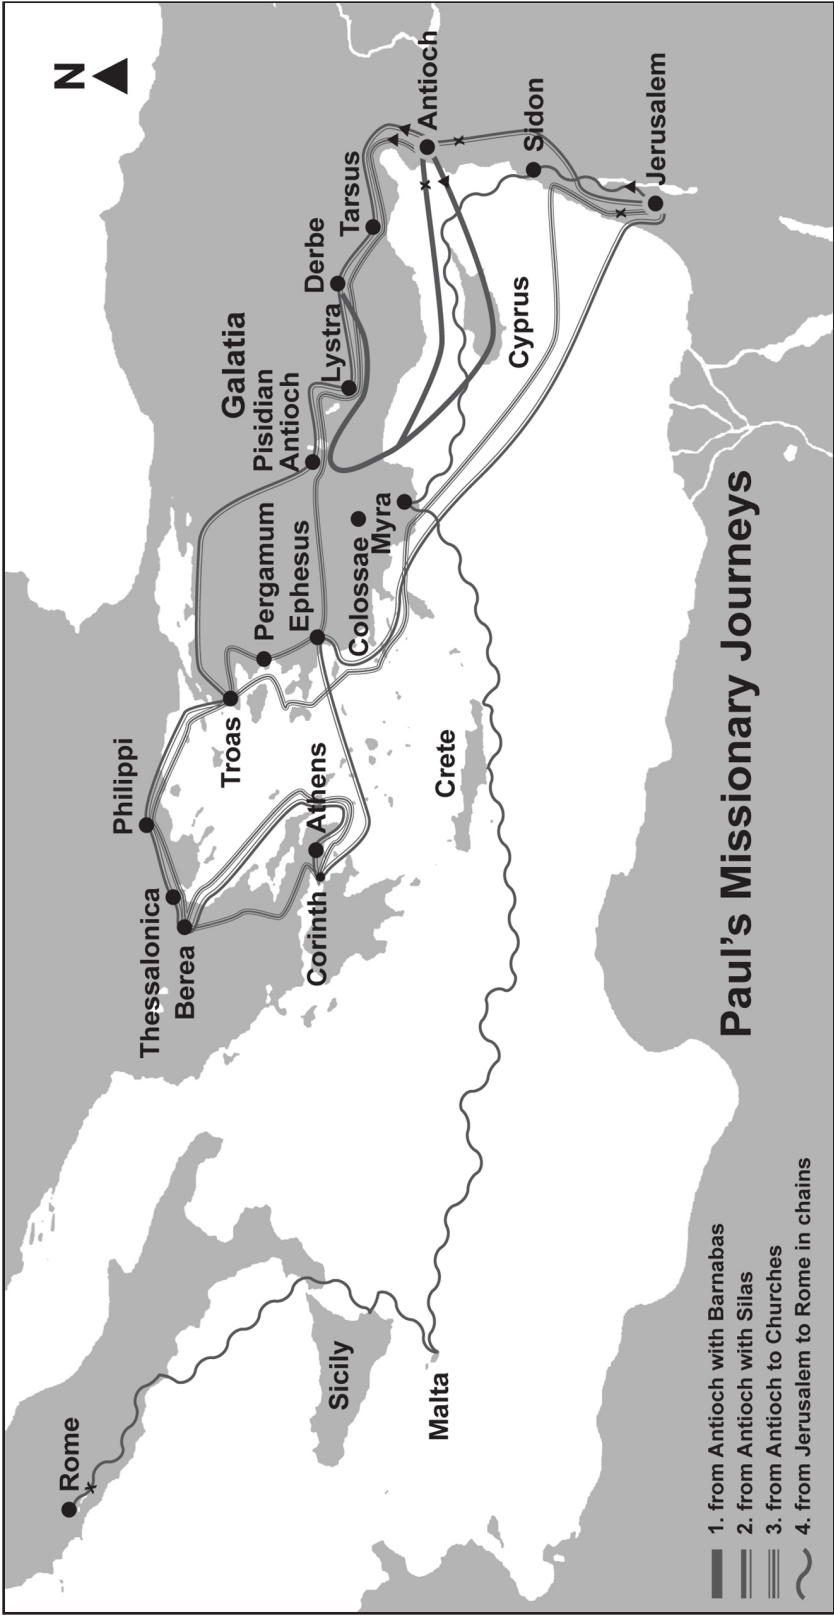 N
Rome
Sicily
Malta
Thessalonica
Berea
Philippi
Corinth
Athens
Troas
Crete
Pergamum
Ephesus
Colossae
Myra
Galatia
Pisidian
Antioch
Lystra
Derbe
Tarsus
Cyprus
Antioch
Sidon
Jerusalem
Paul's Missionary Journeys
1. from Antioch with Barnabas
2. from Antioch with Silas
3. from Antioch to Churches
4. from Jerusalem to Rome in chains